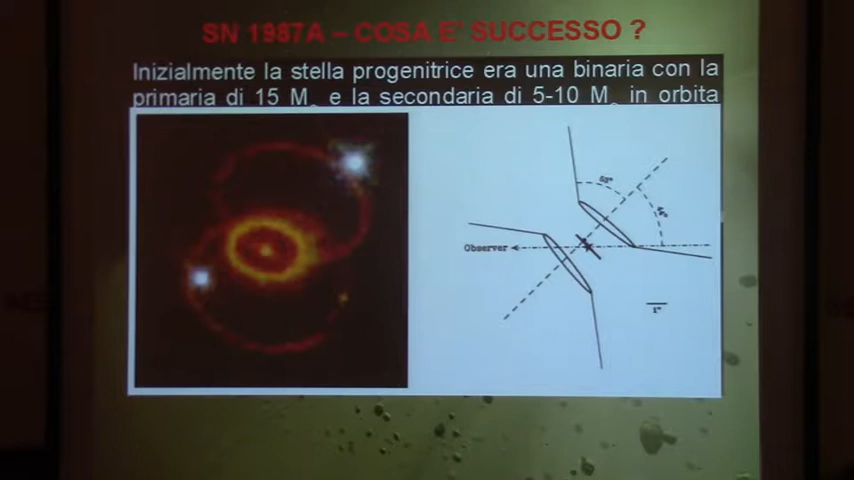 SN 1987A – COSA E' SUCCESSO ?
Inizialmente la stella progenitrice era una binaria con la
primaria di 15 M☉ e la secondaria di 5-10 M☉ in orbita
Observer
1"